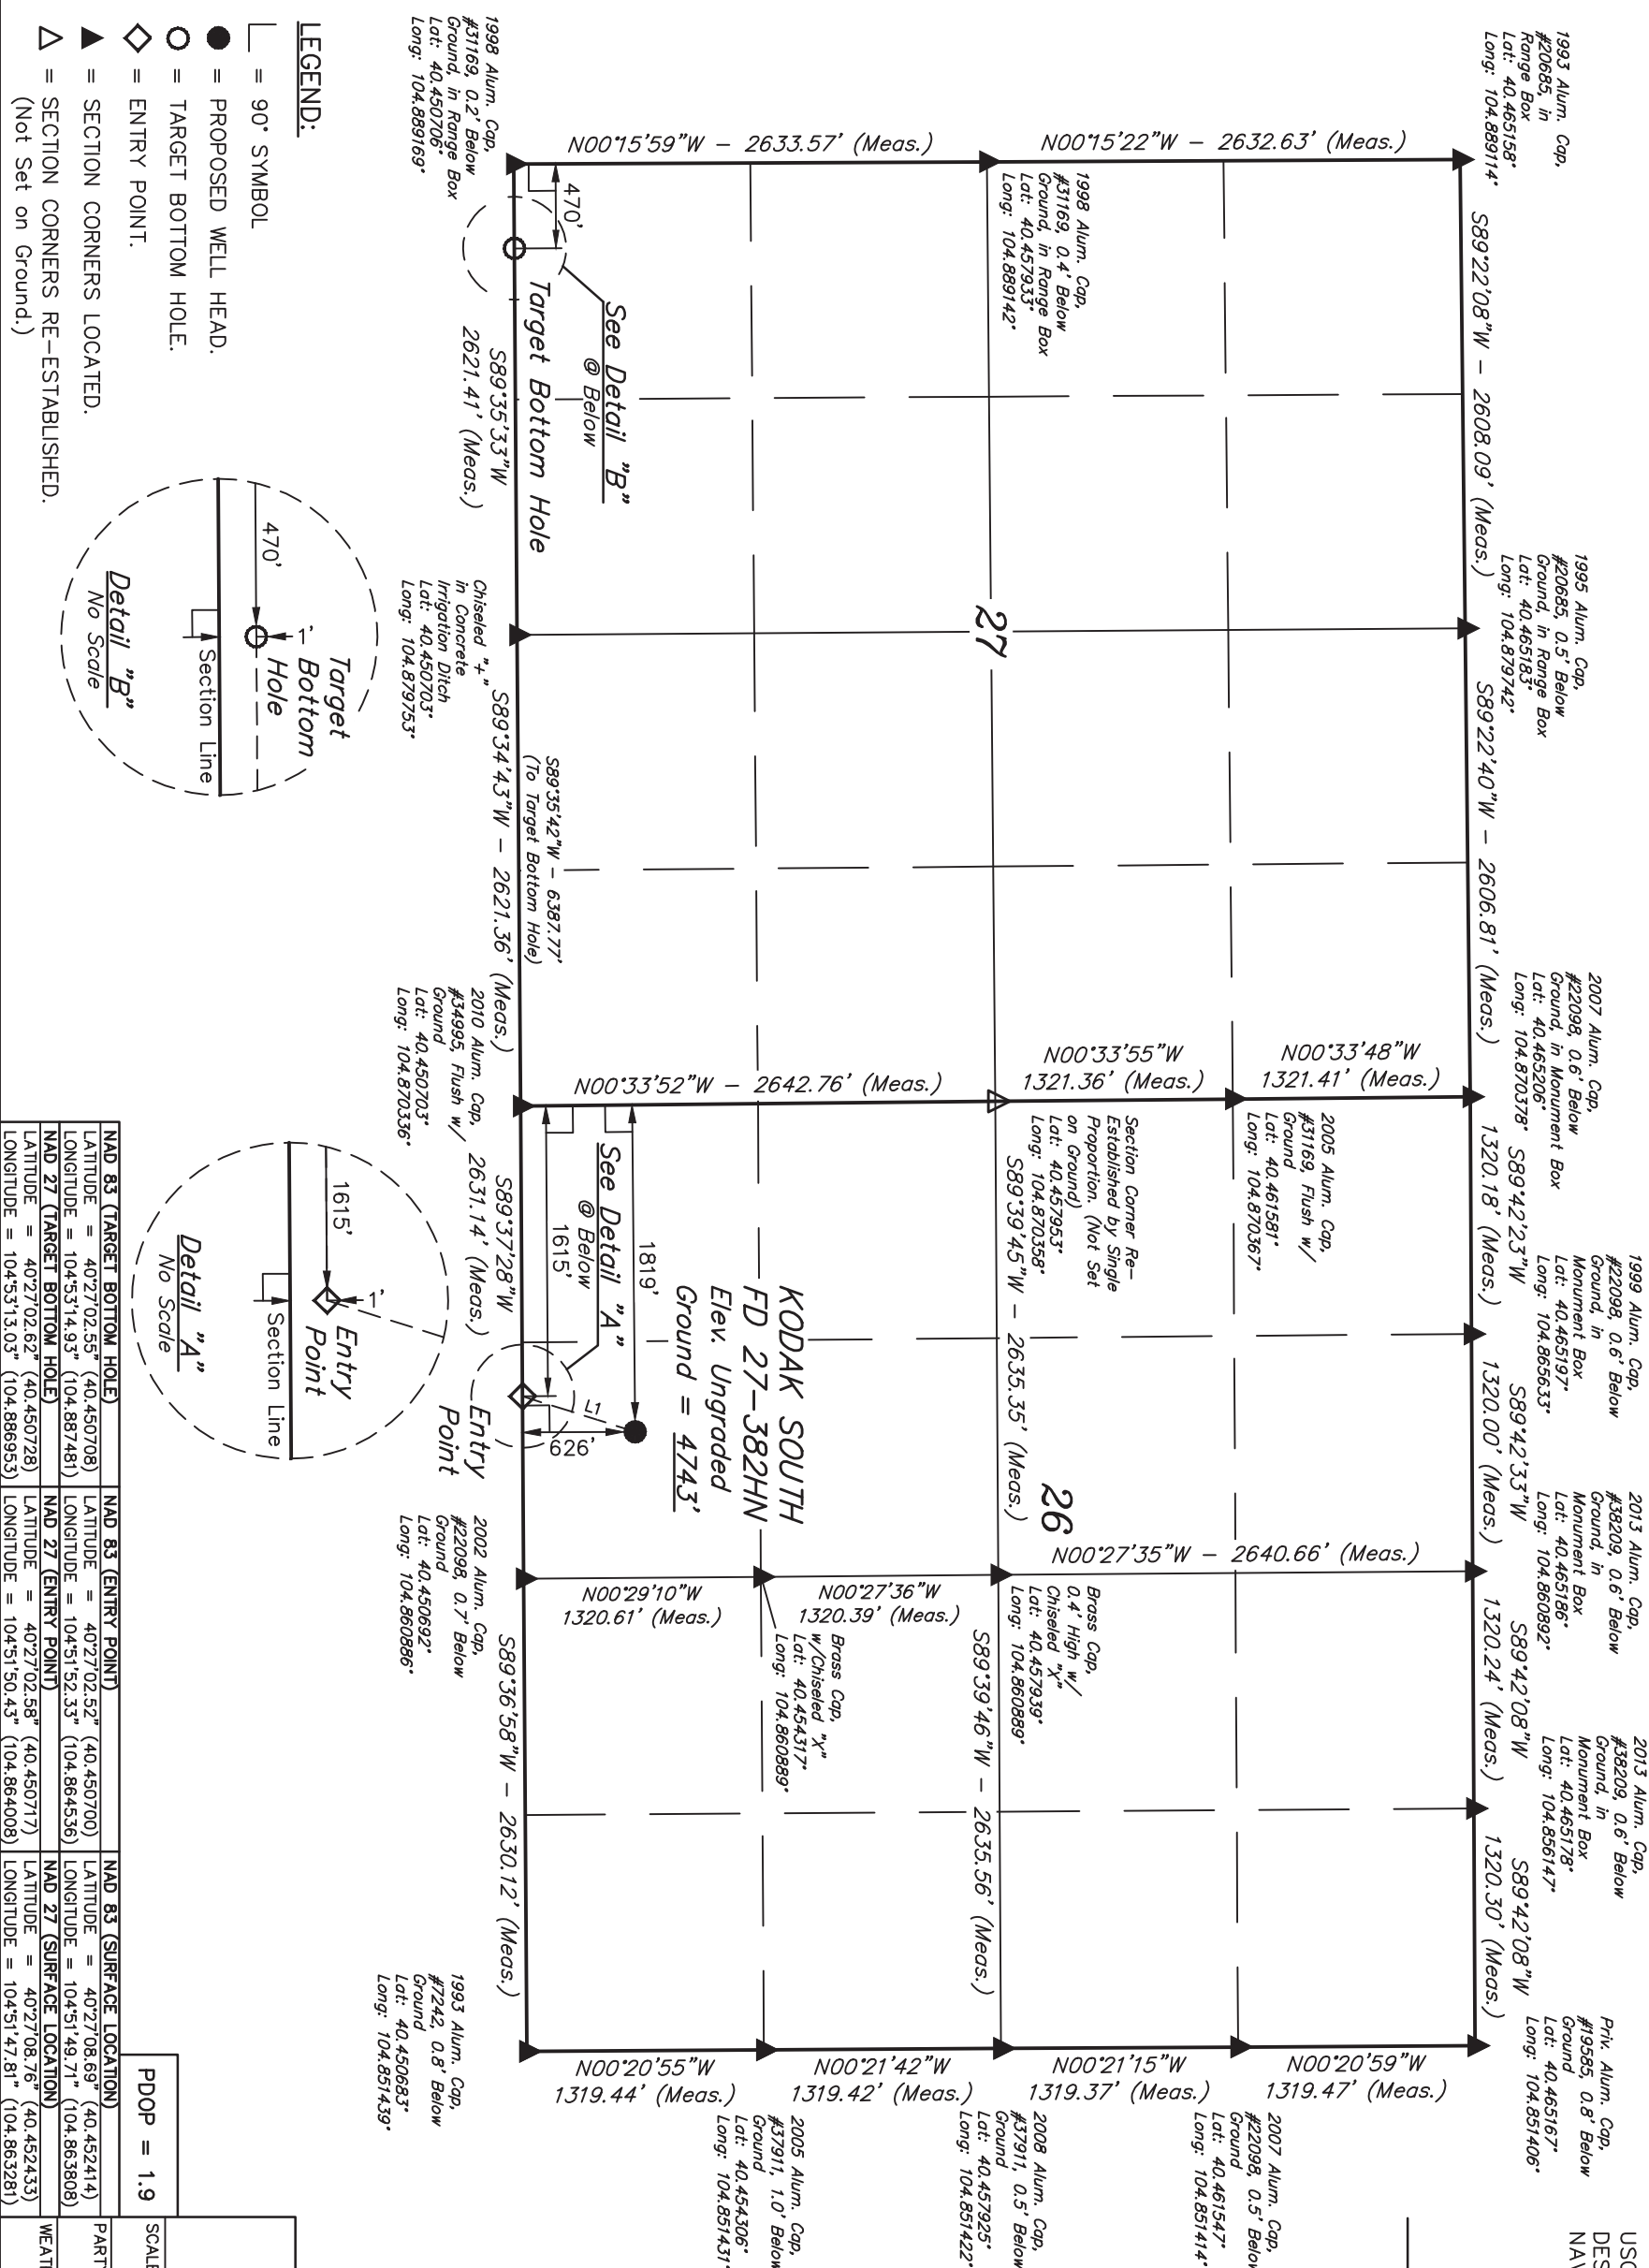 1993 Alum. Cap,
#20685, in
Range Box
Lat: 40.465158°
Long: 104.889114°
S89°22'08"W – 2608.09' (Meas.)
1995 Alum. Cap,
#20685, 0.5' Below
Ground, in Range Box
Lat: 40.465183°
Long: 104.879742°
S89°22'40"W – 2606.81' (Meas.)
2007 Alum. Cap,
#22098, 0.6' Below
Ground, in Monument Box
Lat: 40.465206°
Long: 104.870378°
S89°42'23"W
1320.18' (Meas.)
1999 Alum. Cap,
#22098, 0.6' Below
Ground, in
Monument Box
Lat: 40.465197°
Long: 104.865633°
S89°42'33"W
1320.00' (Meas.)
2013 Alum. Cap,
#38209, 0.6' Below
Ground, in
Monument Box
Lat: 40.465186°
Long: 104.860892°
S89°42'08"W
1320.24' (Meas.)
2013 Alum. Cap,
#38209, 0.6' Below
Ground, in
Monument Box
Lat: 40.465178°
Long: 104.856147°
S89°42'08"W
1320.30' (Meas.)
Priv. Alum. Cap,
#19585, 0.8' Below
Ground
Lat: 40.465167°
Long: 104.851406°
N00°15'22"W – 2632.63' (Meas.)
N00°15'59"W – 2633.57' (Meas.)
1998 Alum. Cap,
#31169, 0.4' Below
Ground, in Range Box
Lat: 40.457933°
Long: 104.889142°
27
N00°33'48"W
1321.41' (Meas.)
N00°33'55"W
1321.36' (Meas.)
2005 Alum. Cap,
#31169, Flush w/
Ground
Lat: 40.461581°
Long: 104.870367°
Section Corner Re–
Established by Single
Proportion. (Not Set
on Ground)
Lat: 40.457953°
Long: 104.870358°
N00°33'52"W – 2642.76' (Meas.)
S89°39'45"W – 2635.35' (Meas.)
26
N00°27'35"W – 2640.66' (Meas.)
Brass Cap,
0.4' High w/
Chiseled "X"
Lat: 40.457939°
Long: 104.860889°
S89°39'46"W – 2635.56' (Meas.)
N00°27'36"W
1320.39' (Meas.)
N00°29'10"W
1320.61' (Meas.)
Brass Cap,
w/Chiseled "X"
Lat: 40.454317°
Long: 104.860889°
N00°20'59"W
1319.47' (Meas.)
2007 Alum. Cap,
#22098, 0.5' Below
Ground
Lat: 40.461547°
Long: 104.851414°
N00°21'15"W
1319.37' (Meas.)
2008 Alum. Cap,
#37911, 0.5' Below
Ground
Lat: 40.457925°
Long: 104.851422°
N00°21'42"W
1319.42' (Meas.)
2005 Alum. Cap,
#37911, 1.0' Below
Ground
Lat: 40.454306°
Long: 104.851431°
N00°20'55"W
1319.44' (Meas.)
KODAK SOUTH
FD 27-382HN
Elev. Ungraded
Ground = 4743'
1819'
See Detail "A"
@ Below
1615'
L1
626'
Entry
Point
See Detail "B"
@ Below
470'
Target Bottom Hole
S89°35'42"W – 6387.77'
(To Target Bottom Hole)
S89°35'33"W
2621.41' (Meas.)
S89°34'43"W – 2621.36' (Meas.)
S89°37'28"W
2631.14' (Meas.)
S89°36'58"W – 2630.12' (Meas.)
1998 Alum. Cap,
#31169, 0.2' Below
Ground, in Range Box
Lat: 40.450706°
Long: 104.889169°
Chiseled "+"
in Concrete
Irrigation Ditch
Lat: 40.450703°
Long: 104.879753°
2010 Alum. Cap,
#34995, Flush w/
Ground
Lat: 40.450703°
Long: 104.870336°
2002 Alum. Cap,
#22098, 0.7' Below
Ground
Lat: 40.450692°
Long: 104.860886°
1993 Alum. Cap,
#7242, 0.8' Below
Ground
Lat: 40.450683°
Long: 104.851439°
LEGEND:
= 90° SYMBOL
= PROPOSED WELL HEAD.
= TARGET BOTTOM HOLE.
= ENTRY POINT.
= SECTION CORNERS LOCATED.
= SECTION CORNERS RE–ESTABLISHED.
(Not Set on Ground.)
Target
Bottom
Hole
470'
1'
Section Line
Detail "B"
No Scale
Entry
Point
1615'
1'
Section Line
Detail "A"
No Scale
NAD 83 (TARGET BOTTOM HOLE)
LATITUDE = 40°27'02.55" (40.450708)
LONGITUDE = 104°53'14.93" (104.887481)
NAD 27 (TARGET BOTTOM HOLE)
LATITUDE = 40°27'02.62" (40.450728)
LONGITUDE = 104°53'13.03" (104.886953)
NAD 83 (ENTRY POINT)
LATITUDE = 40°27'02.52" (40.450700)
LONGITUDE = 104°51'52.33" (104.864536)
NAD 27 (ENTRY POINT)
LATITUDE = 40°27'02.58" (40.450717)
LONGITUDE = 104°51'50.43" (104.864008)
NAD 83 (SURFACE LOCATION)
LATITUDE = 40°27'08.69" (40.452414)
LONGITUDE = 104°51'49.71" (104.863808)
NAD 27 (SURFACE LOCATION)
LATITUDE = 40°27'08.76" (40.452433)
LONGITUDE = 104°51'47.81" (104.863281)
PDOP = 1.9
SCALE
PART
WEAT
DES
NAV